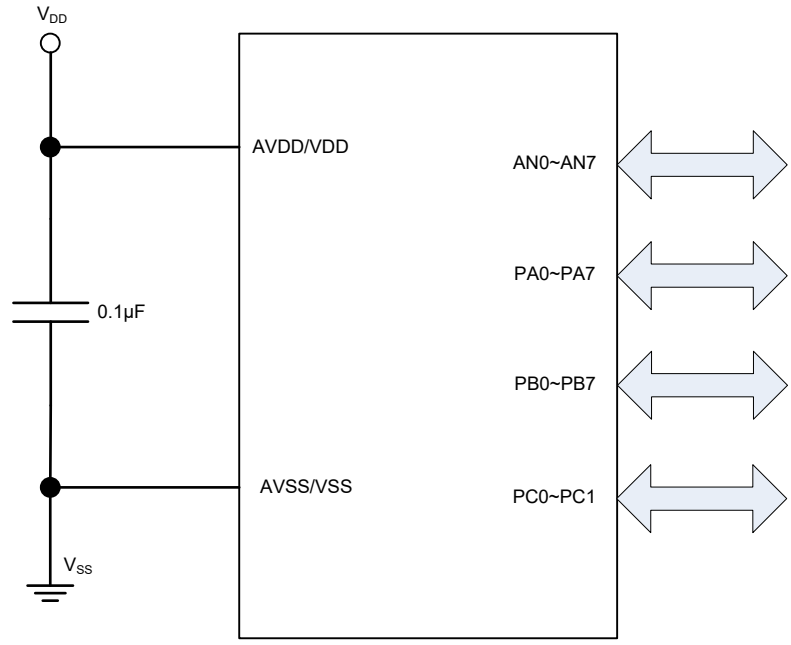 VDD
AVDD/VDD
AN0~AN7
PA0~PA7
0.1µF
PB0~PB7
AVSS/VSS
PC0~PC1
VSS